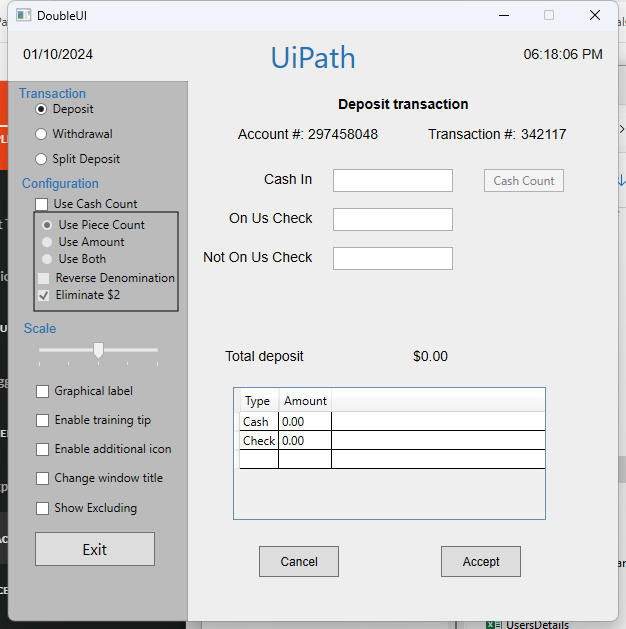 DoubleUI
01/10/2024
UiPath
06:18:06 PM
Transaction
Deposit
Withdrawal
Split Deposit
Configuration
Use Cash Count
Use Piece Count
Use Amount
Use Both
Reverse Denomination
Eliminate $2
Scale
Graphical label
Enable training tip
Enable additional icon
Change window title
Show Excluding
Exit
Deposit transaction
Account #: 297458048 Transaction #: 342117
Cash In
Cash Count
On Us Check
Not On Us Check
Total deposit $0.00
Type Amount
Cash 0.00
Check 0.00
Cancel
Accept
UsersDetails